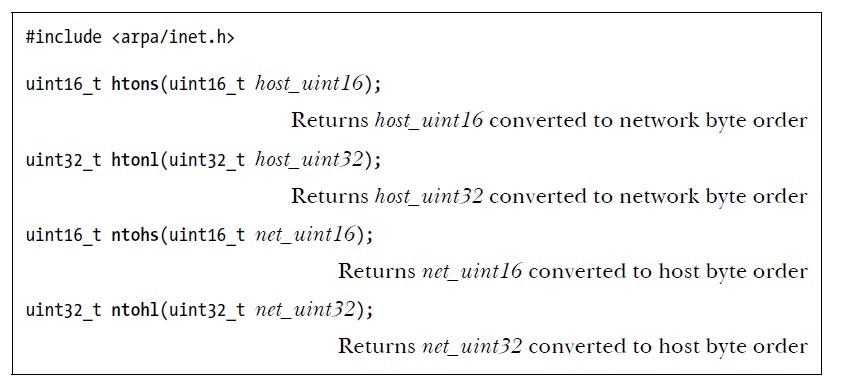 #include <arpa/inet.h>
uint16_t htons(uint16_t host_uint16);
Returns host_uint16 converted to network byte order
uint32_t htonl(uint32_t host_uint32);
Returns host_uint32 converted to network byte order
uint16_t ntohs(uint16_t net_uint16);
Returns net_uint16 converted to host byte order
uint32_t ntohl(uint32_t net_uint32);
Returns net_uint32 converted to host byte order